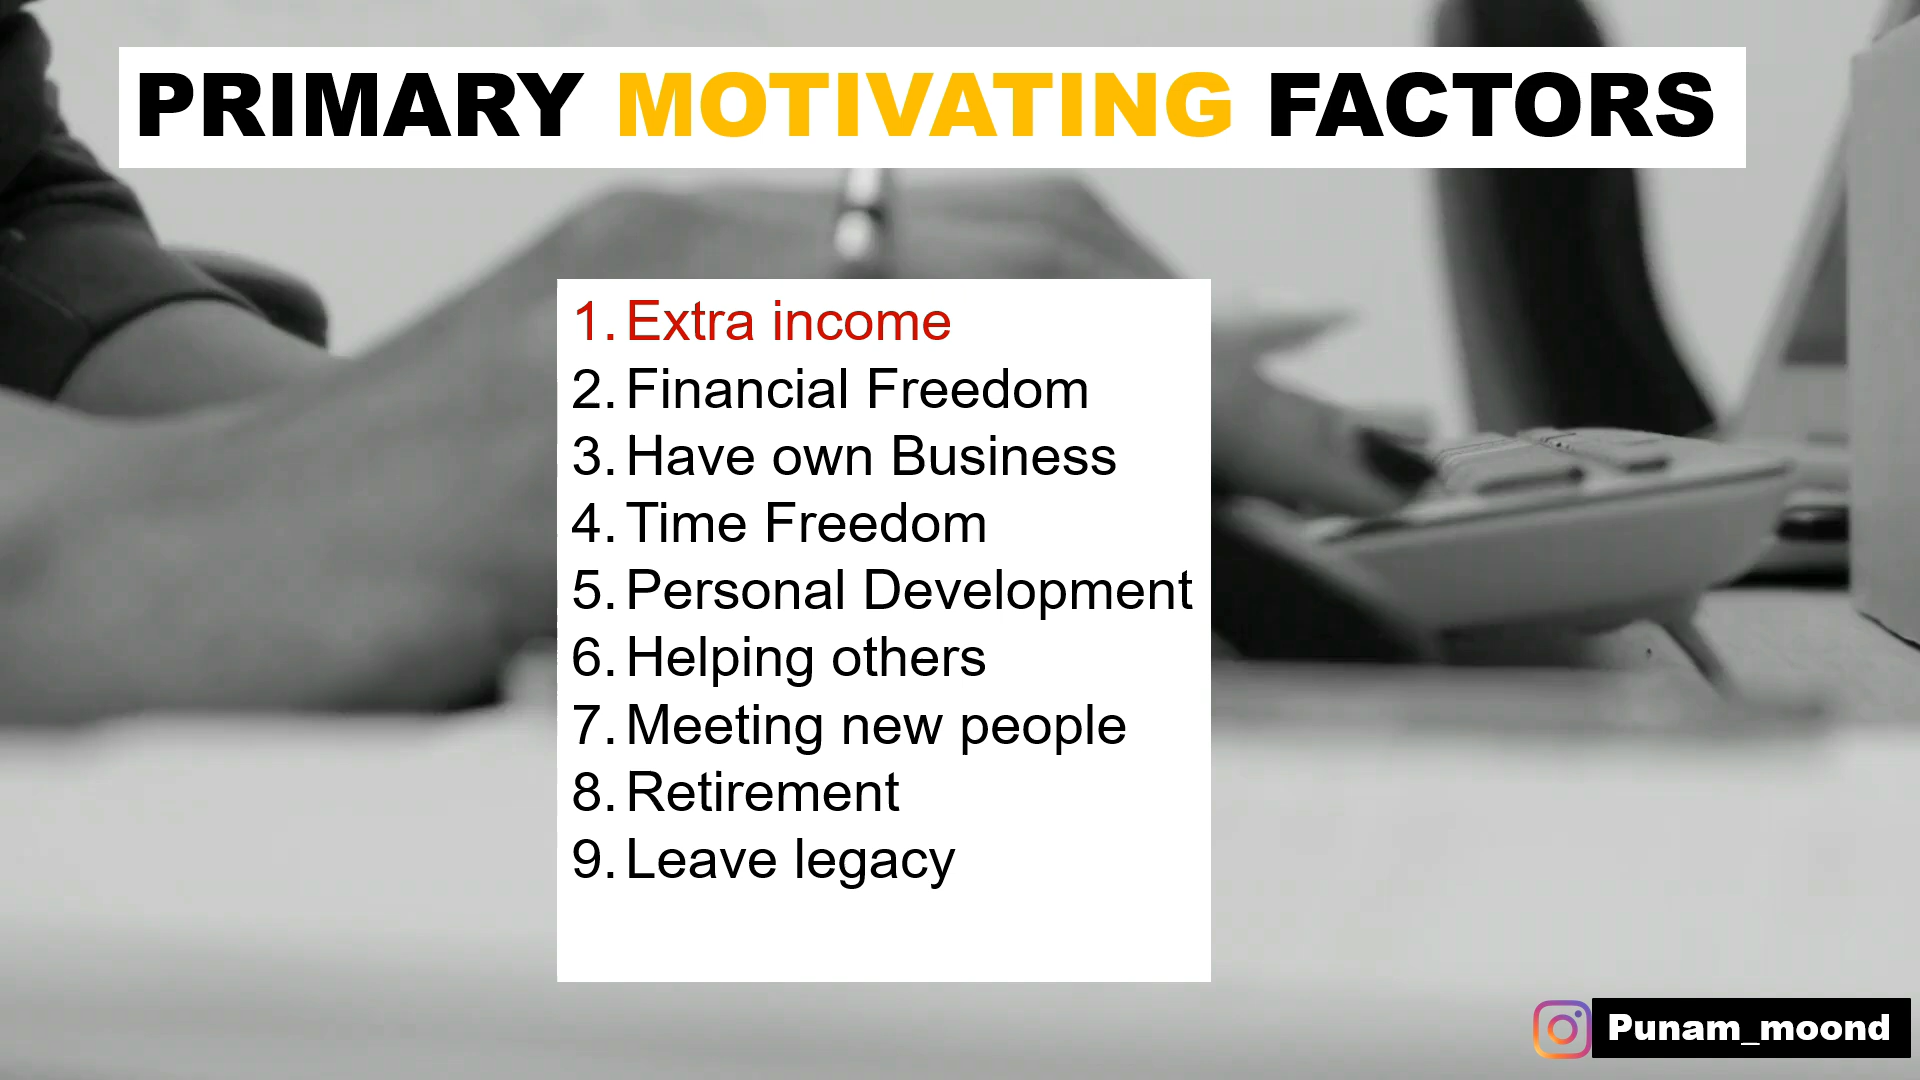 PRIMARY MOTIVATING FACTORS
1. Extra income
2. Financial Freedom
3. Have own Business
4. Time Freedom
5. Personal Development
6. Helping others
7. Meeting new people
8. Retirement
9. Leave legacy
Punam_moond